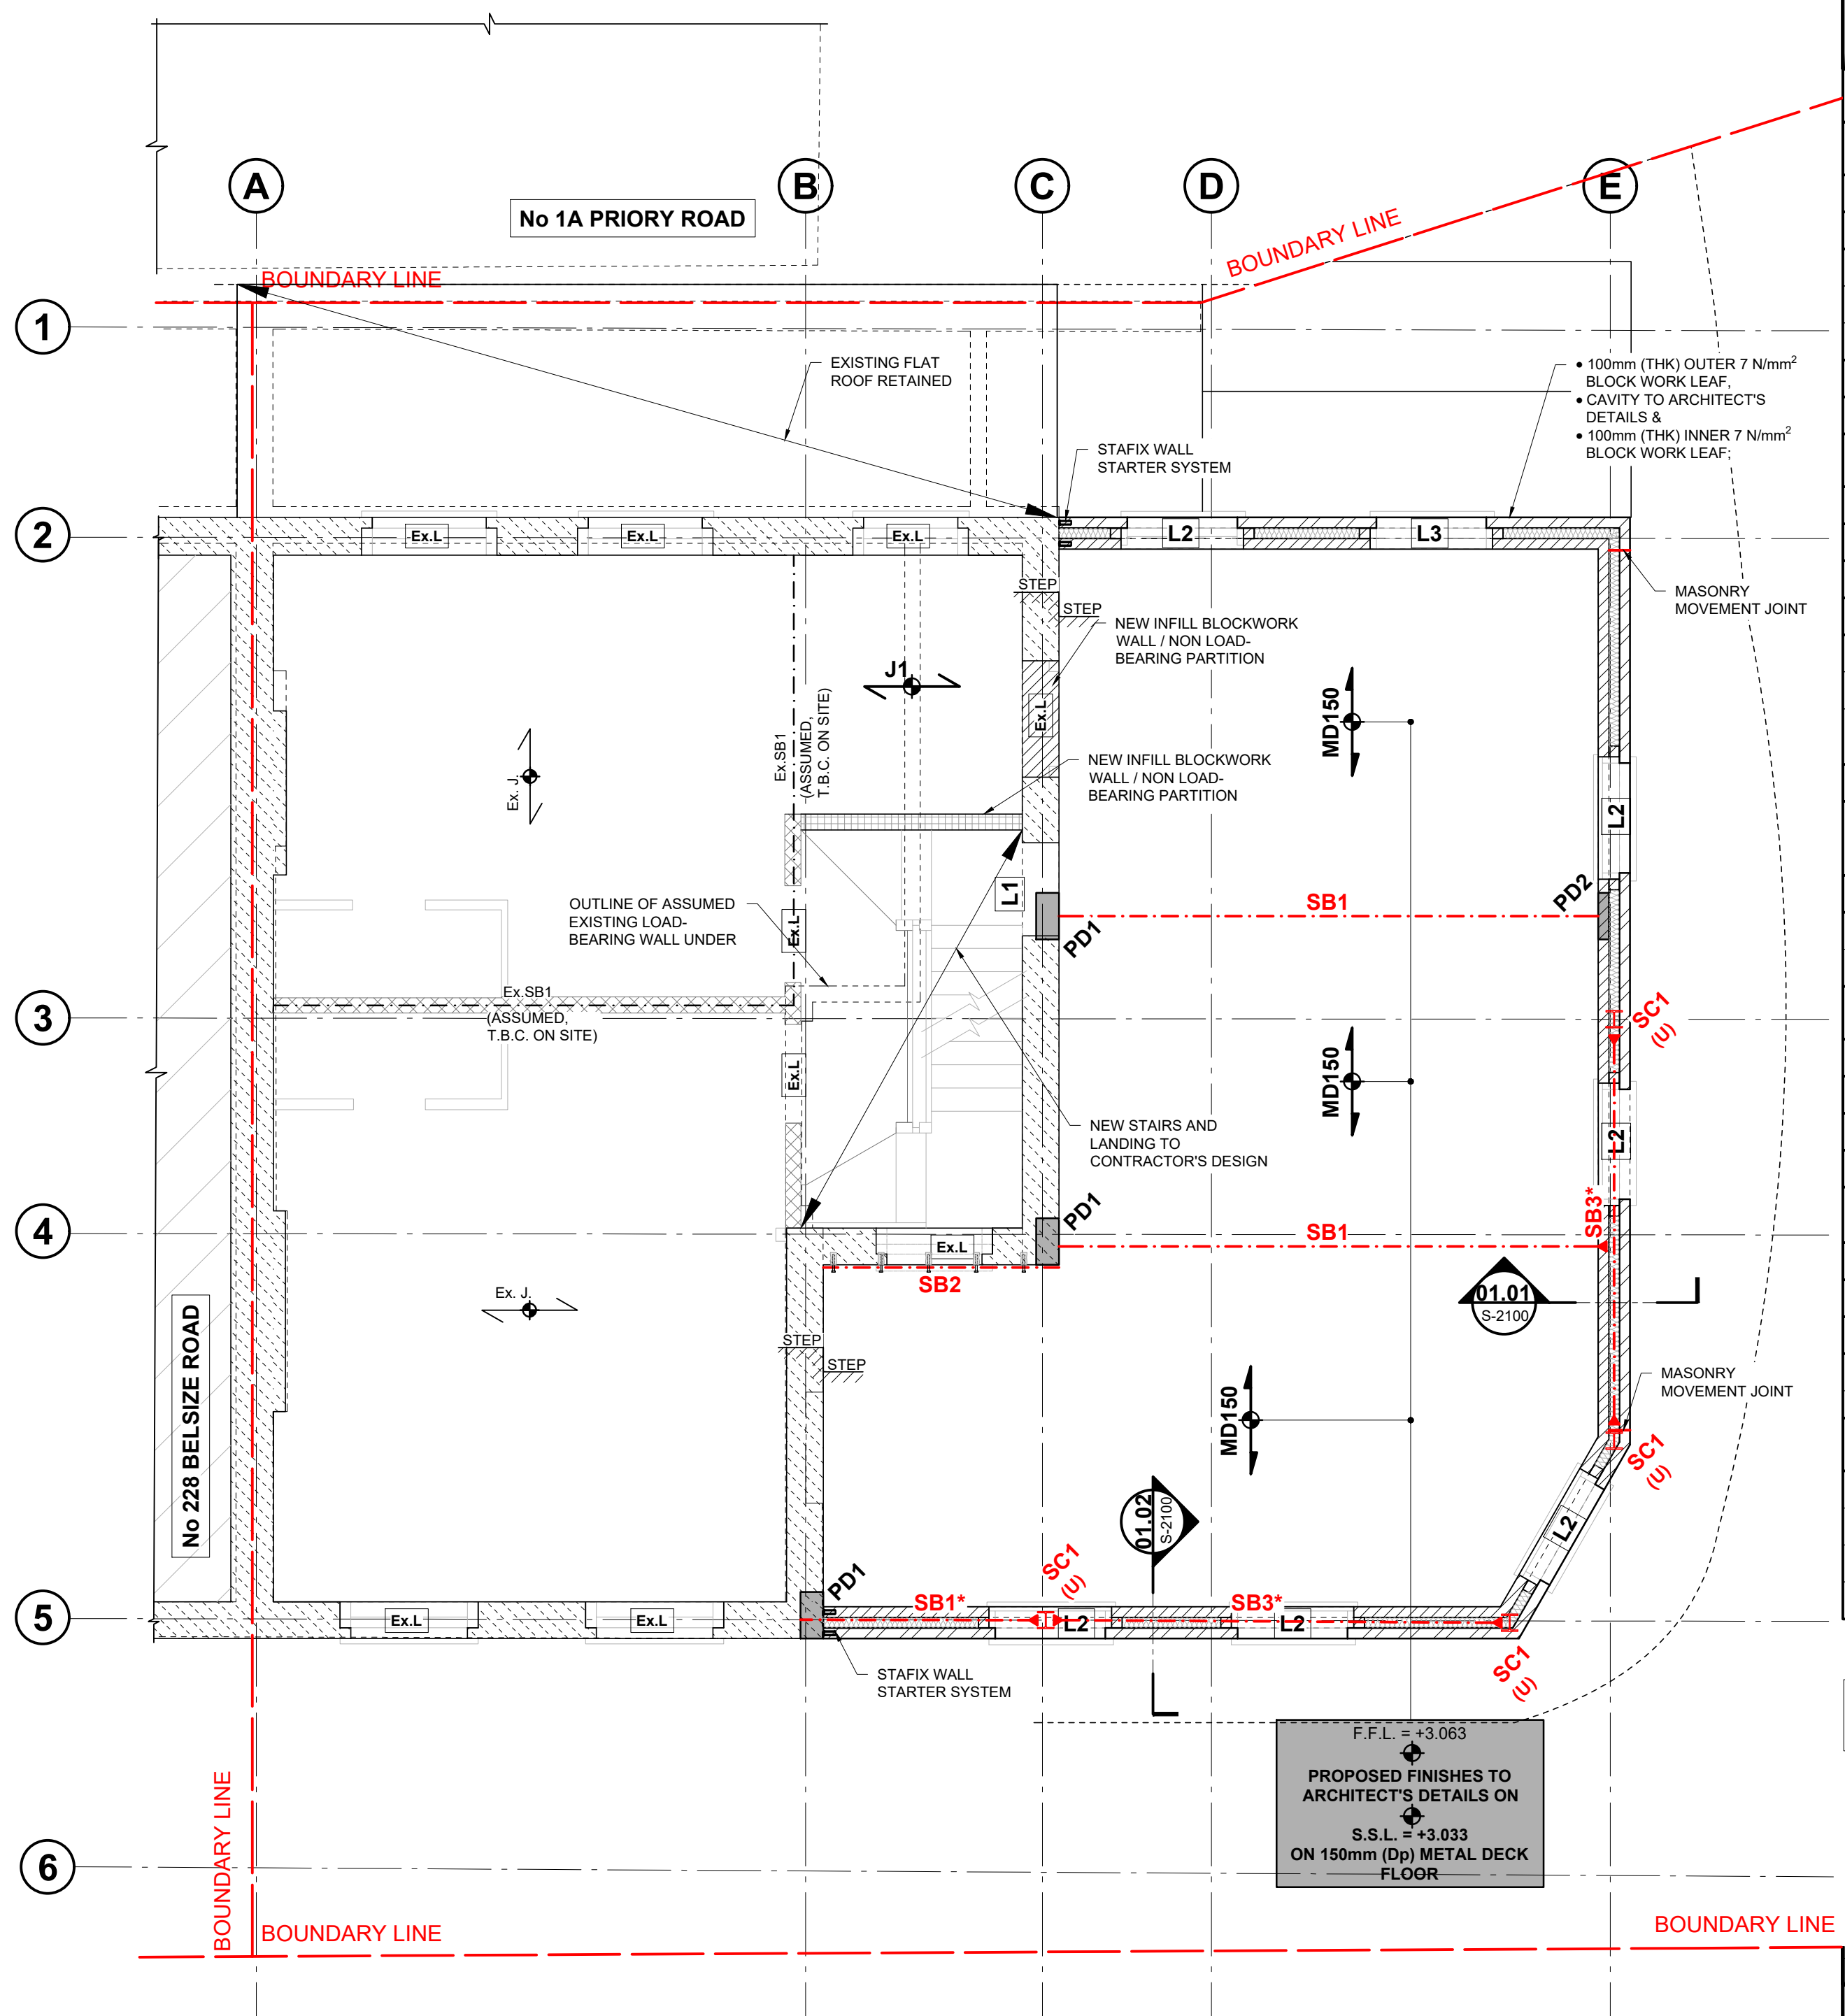 A
B
C
D
E
No 1A PRIORY ROAD
BOUNDARY LINE
BOUNDARY LINE
1
EXISTING FLAT
ROOF RETAINED
• 100mm (THK) OUTER 7 N/mm²
BLOCK WORK LEAF,
• CAVITY TO ARCHITECT'S
DETAILS &
• 100mm (THK) INNER 7 N/mm²
BLOCK WORK LEAF;
STAFIX WALL
STARTER SYSTEM
2
Ex.L
Ex.L
Ex.L
L2
L3
STEP
STEP
MASONRY
MOVEMENT JOINT
NEW INFILL BLOCKWORK
WALL / NON LOAD-
BEARING PARTITION
J1
Ex.L
MD150
Ex. J.
Ex.SB1
(ASSUMED,
T.B.C. ON SITE)
NEW INFILL BLOCKWORK
WALL / NON LOAD-
BEARING PARTITION
L2
OUTLINE OF ASSUMED
EXISTING LOAD-
BEARING WALL UNDER
Ex.L
L1
PD1
SB1
PD2
3
Ex.SB1
(ASSUMED,
T.B.C. ON SITE)
SC1
(U)
Ex.L
MD150
NEW STAIRS AND
LANDING TO
CONTRACTOR'S DESIGN
L2
4
PD1
SB3*
Ex.L
SB1
SB2
Ex. J.
01.01
S-2100
No 228 BELSIZE ROAD
STEP
STEP
MASONRY
MOVEMENT JOINT
MD150
SC1
(U)
01.02
S-2100
L2
PD1
SC1
(U)
5
Ex.L
Ex.L
SB1*
L2
SB3*
L2
SC1
(U)
STAFIX WALL
STARTER SYSTEM
F.F.L. = +3.063
PROPOSED FINISHES TO
ARCHITECT'S DETAILS ON
S.S.L. = +3.033
ON 150mm (Dp) METAL DECK
FLOOR
6
BOUNDARY LINE
BOUNDARY LINE
BOUNDARY LINE